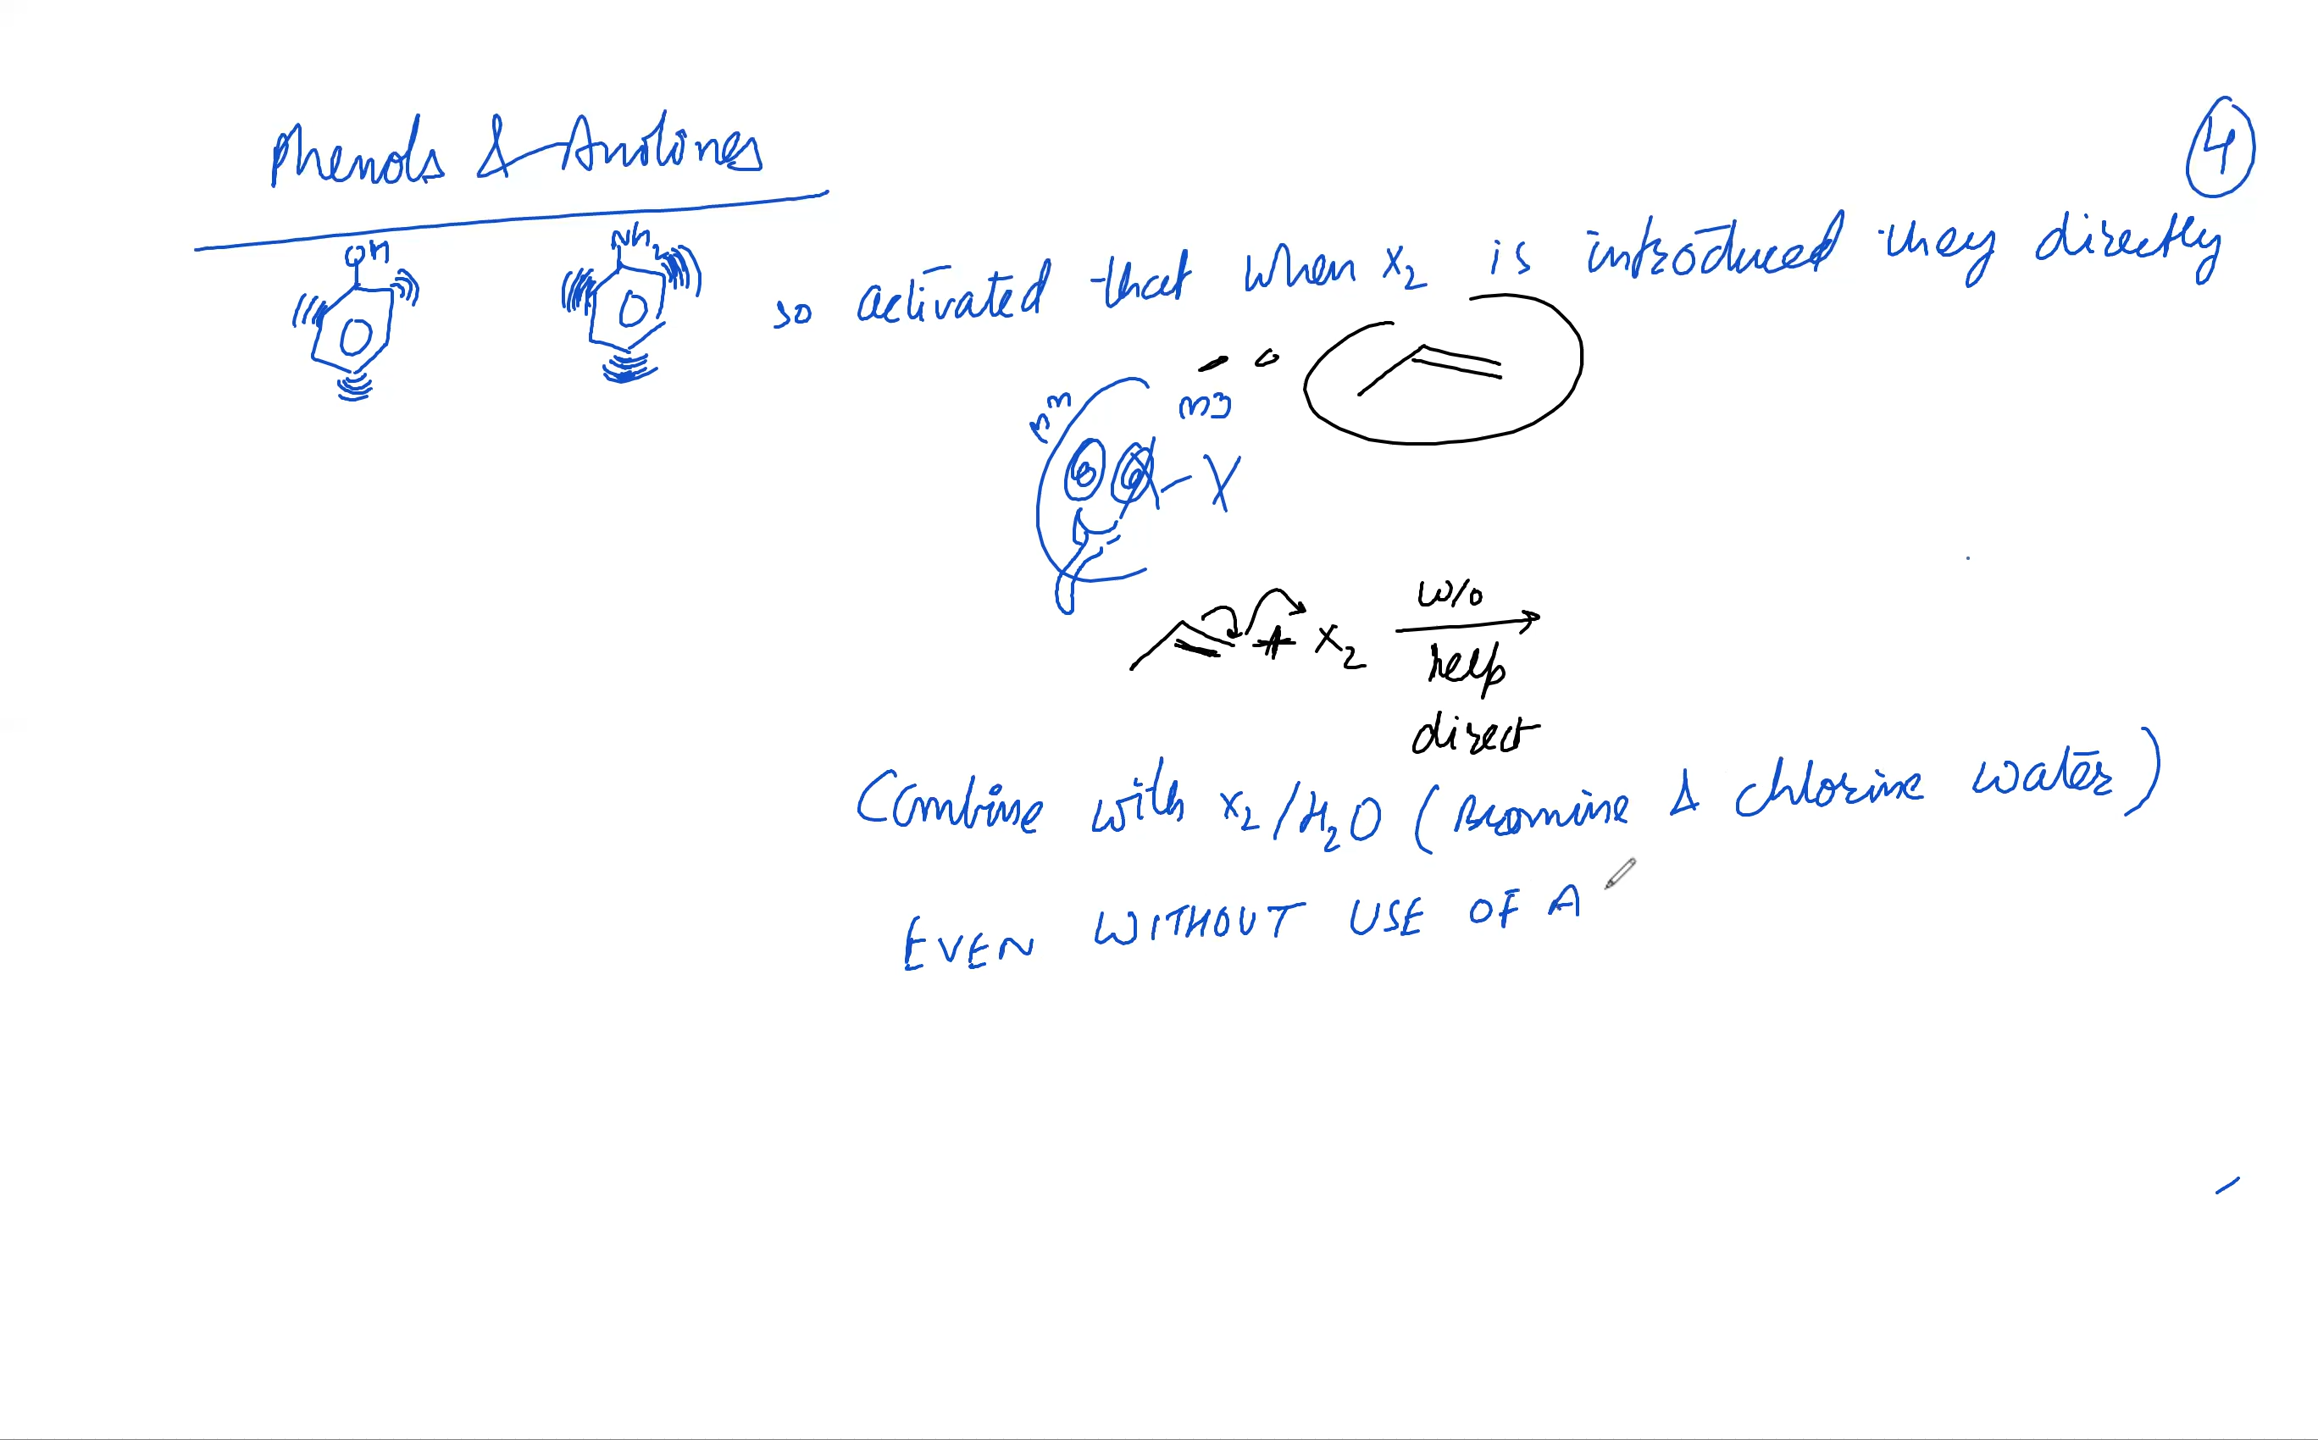 Phenols & Anilines
4
OH
NH2
so activated that when X2 is introduced they directly
X-X
X2
w/o
help
direct
Combine with X2/H2O (Bromine & chlorine water)
EVEN WITHOUT USE OF A